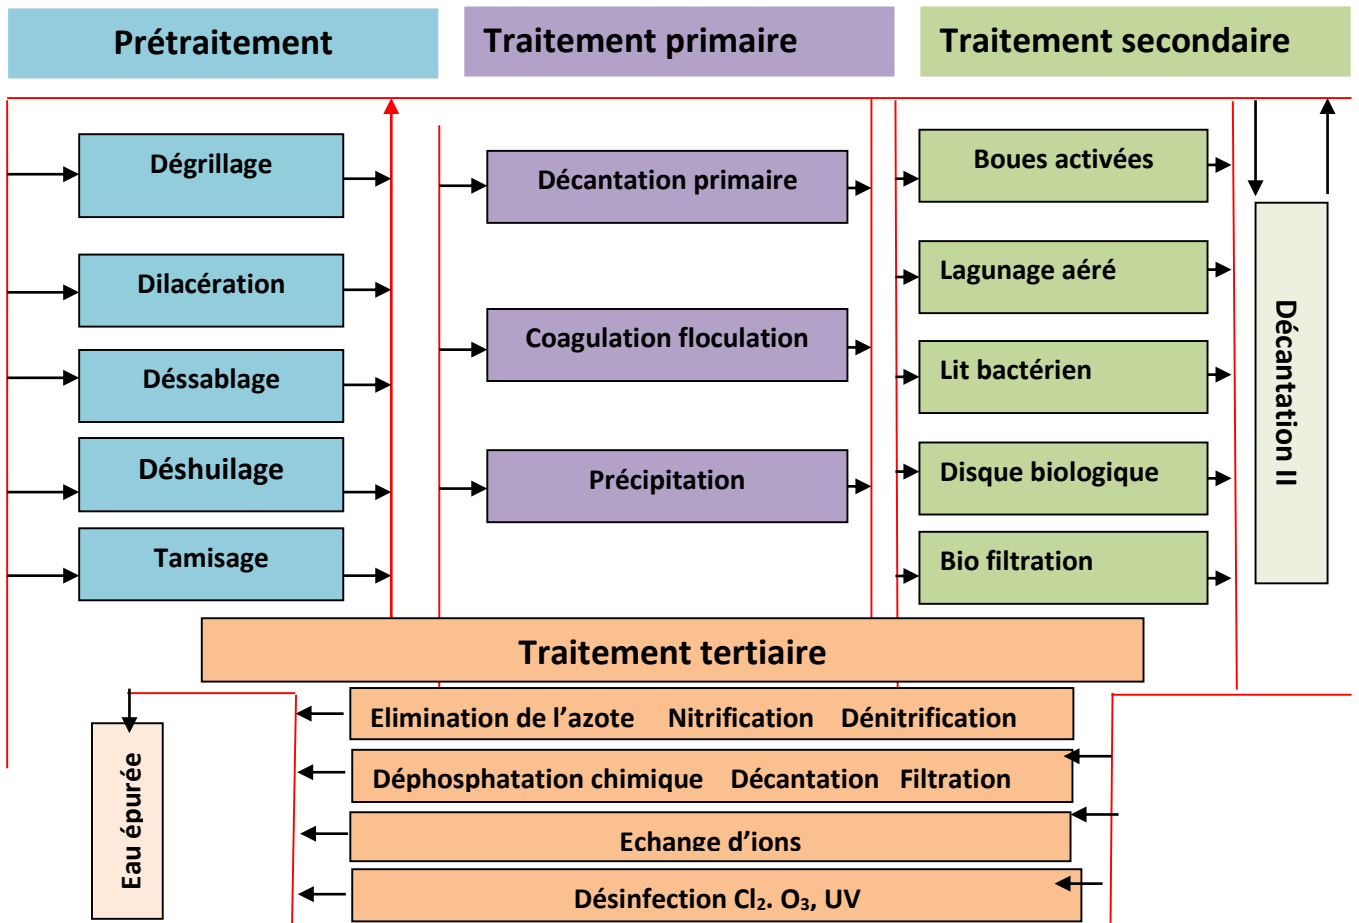 Prétraitement
Traitement primaire
Traitement secondaire
Dégrillage
Dilacération
Déssablage
Déshuilage
Tamisage
Décantation primaire
Coagulation floculation
Précipitation
Boues activées
Lagunage aéré
Lit bactérien
Disque biologique
Bio filtration
Décantation II
Traitement tertiaire
Elimination de l’azote Nitrification Dénitrification
Déphosphatation chimique Décantation Filtration
Echange d’ions
Désinfection Cl₂. O₃, UV
Eau épurée